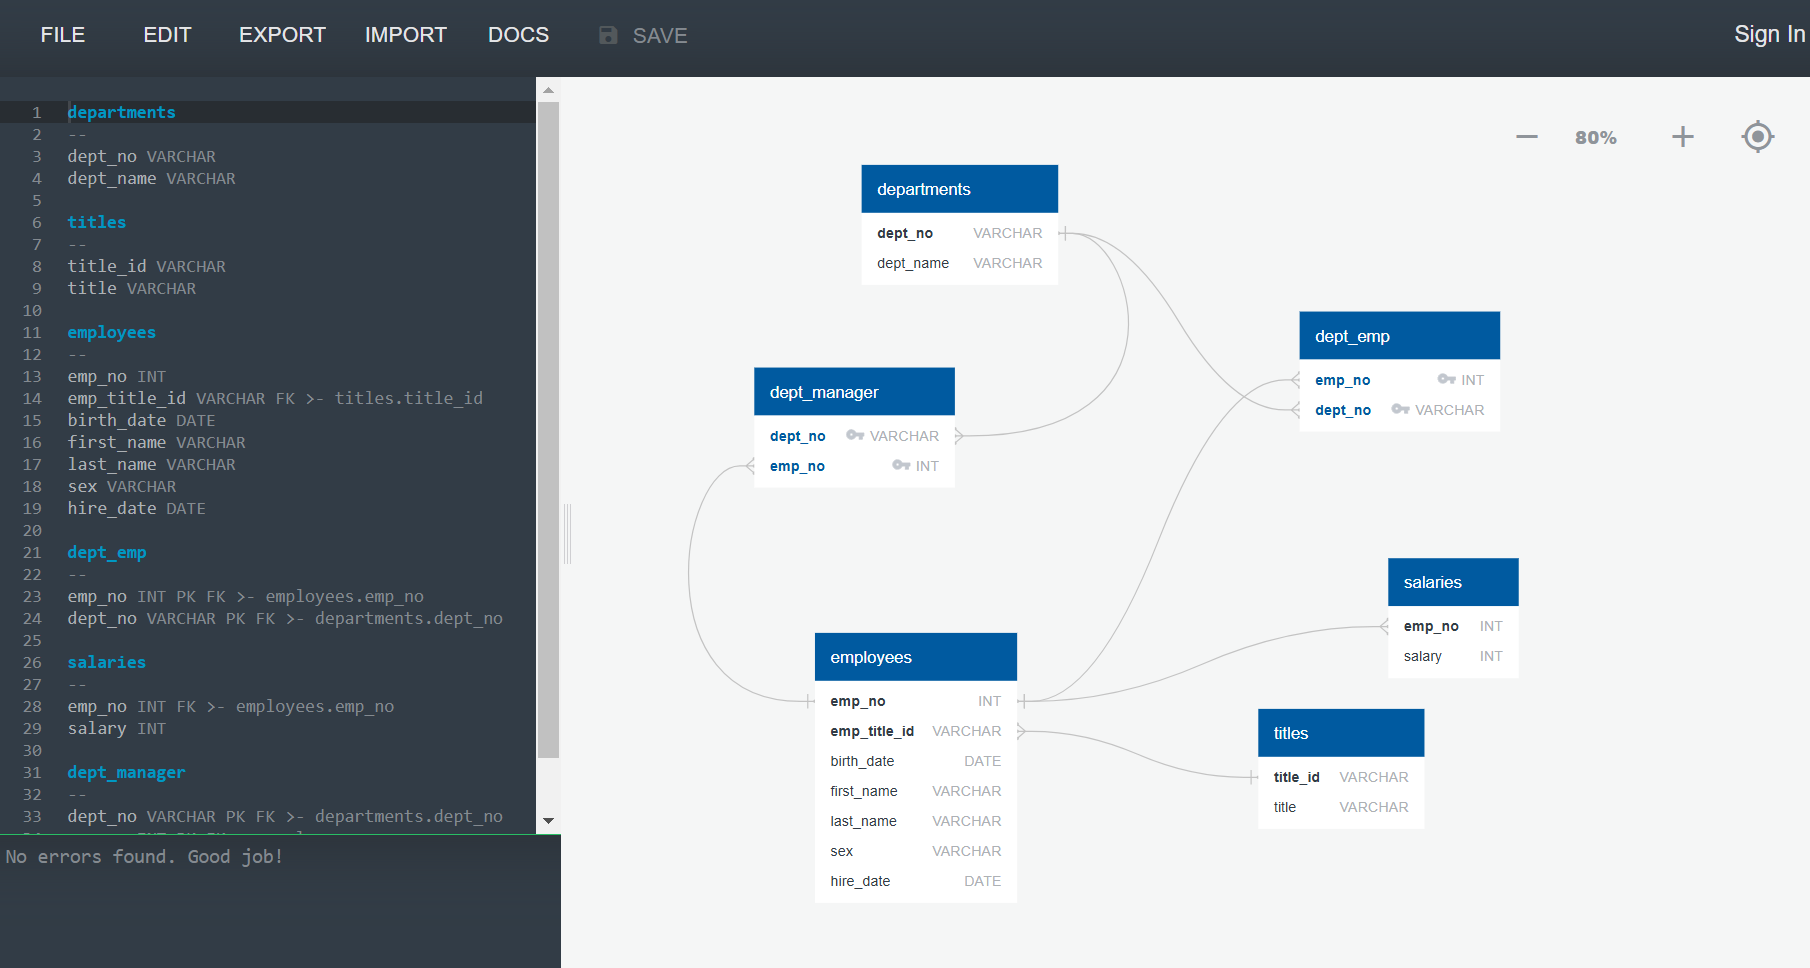 FILE EDIT EXPORT IMPORT DOCS SAVE Sign In
1 departments
2 --
3 dept_no VARCHAR
4 dept_name VARCHAR
5
6 titles
7 --
8 title_id VARCHAR
9 title VARCHAR
10
11 employees
12 --
13 emp_no INT
14 emp_title_id VARCHAR FK >- titles.title_id
15 birth_date DATE
16 first_name VARCHAR
17 last_name VARCHAR
18 sex VARCHAR
19 hire_date DATE
20
21 dept_emp
22 --
23 emp_no INT PK FK >- employees.emp_no
24 dept_no VARCHAR PK FK >- departments.dept_no
25
26 salaries
27 --
28 emp_no INT FK >- employees.emp_no
29 salary INT
30
31 dept_manager
32 --
33 dept_no VARCHAR PK FK >- departments.dept_no
No errors found. Good job!
80%
departments
dept_no VARCHAR
dept_name VARCHAR
dept_emp
emp_no INT
dept_no VARCHAR
dept_manager
dept_no VARCHAR
emp_no INT
salaries
emp_no INT
salary INT
employees
emp_no INT
emp_title_id VARCHAR
birth_date DATE
first_name VARCHAR
last_name VARCHAR
sex VARCHAR
hire_date DATE
titles
title_id VARCHAR
title VARCHAR